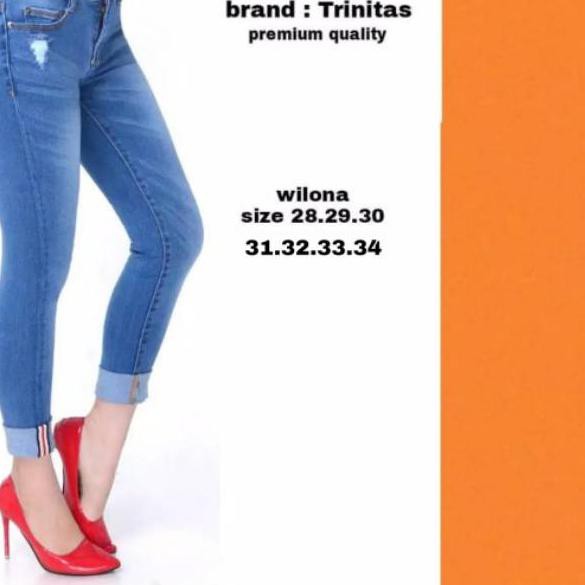 brand : Trinitas
premium quality
wilona
size 28.29.30
31.32.33.34